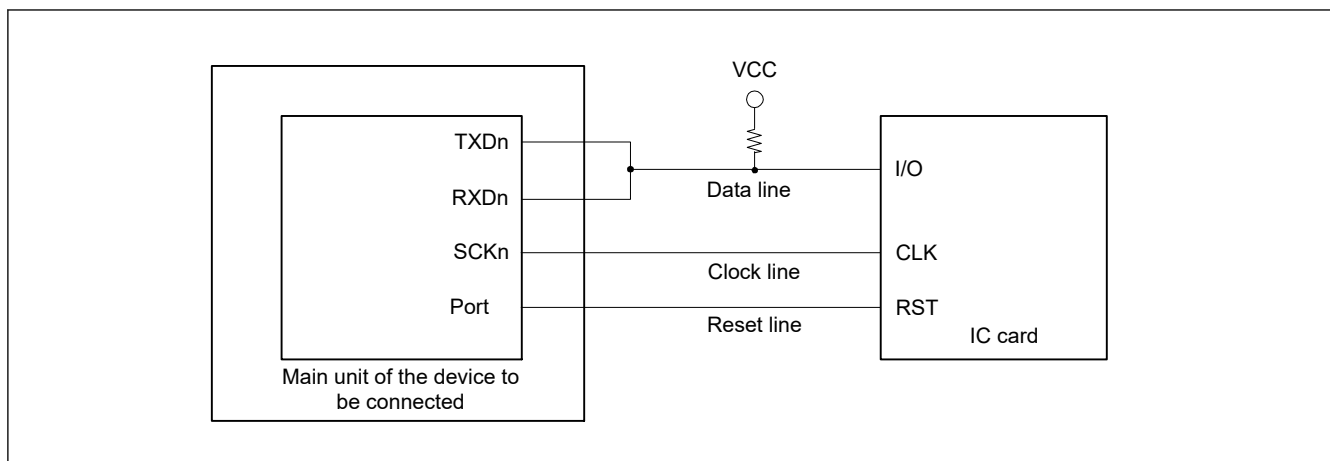 VCC
TXDn
I/O
Data line
RXDn
SCKn
CLK
Clock line
Port
RST
Reset line
IC card
Main unit of the device to
be connected